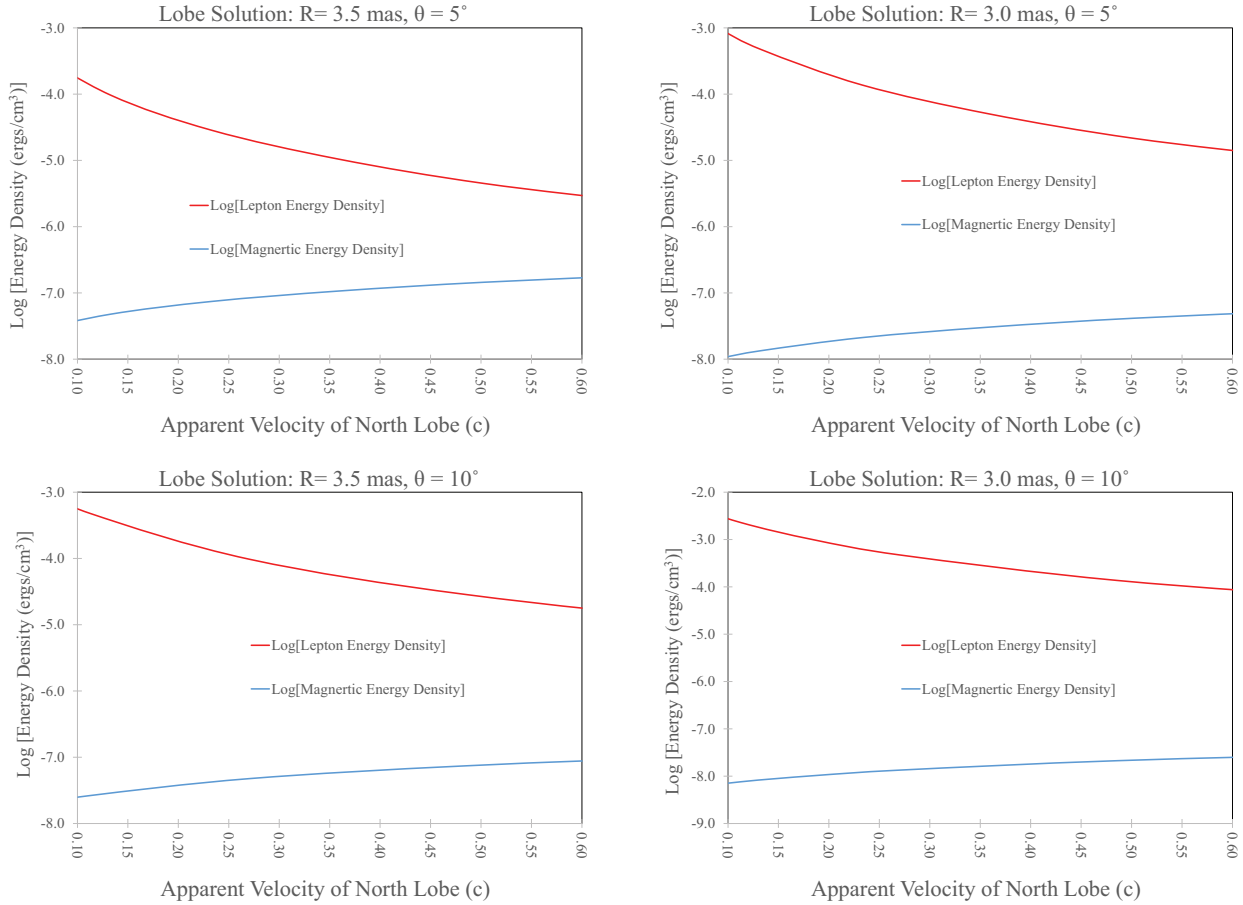 Lobe Solution: R= 3.5 mas, θ = 5˚
Log [Energy Density (ergs/cm³)]
-3.0
-4.0
-5.0
-6.0
-7.0
-8.0
Log[Lepton Energy Density]
Log[Magnertic Energy Density]
0.10 0.15 0.20 0.25 0.30 0.35 0.40 0.45 0.50 0.55 0.60
Apparent Velocity of North Lobe (c)
Lobe Solution: R= 3.0 mas, θ = 5˚
Log [Energy Density (ergs/cm³)]
-3.0
-4.0
-5.0
-6.0
-7.0
-8.0
Log[Lepton Energy Density]
Log[Magnertic Energy Density]
0.10 0.15 0.20 0.25 0.30 0.35 0.40 0.45 0.50 0.55 0.60
Apparent Velocity of North Lobe (c)
Lobe Solution: R= 3.5 mas, θ = 10˚
Log [Energy Density (ergs/cm³)]
-3.0
-4.0
-5.0
-6.0
-7.0
-8.0
Log[Lepton Energy Density]
Log[Magnertic Energy Density]
0.10 0.15 0.20 0.25 0.30 0.35 0.40 0.45 0.50 0.55 0.60
Apparent Velocity of North Lobe (c)
Lobe Solution: R= 3.0 mas, θ = 10˚
Log [Energy Density (ergs/cm³)]
-2.0
-3.0
-4.0
-5.0
-6.0
-7.0
-8.0
-9.0
Log[Lepton Energy Density]
Log[Magnertic Energy Density]
0.10 0.15 0.20 0.25 0.30 0.35 0.40 0.45 0.50 0.55 0.60
Apparent Velocity of North Lobe (c)